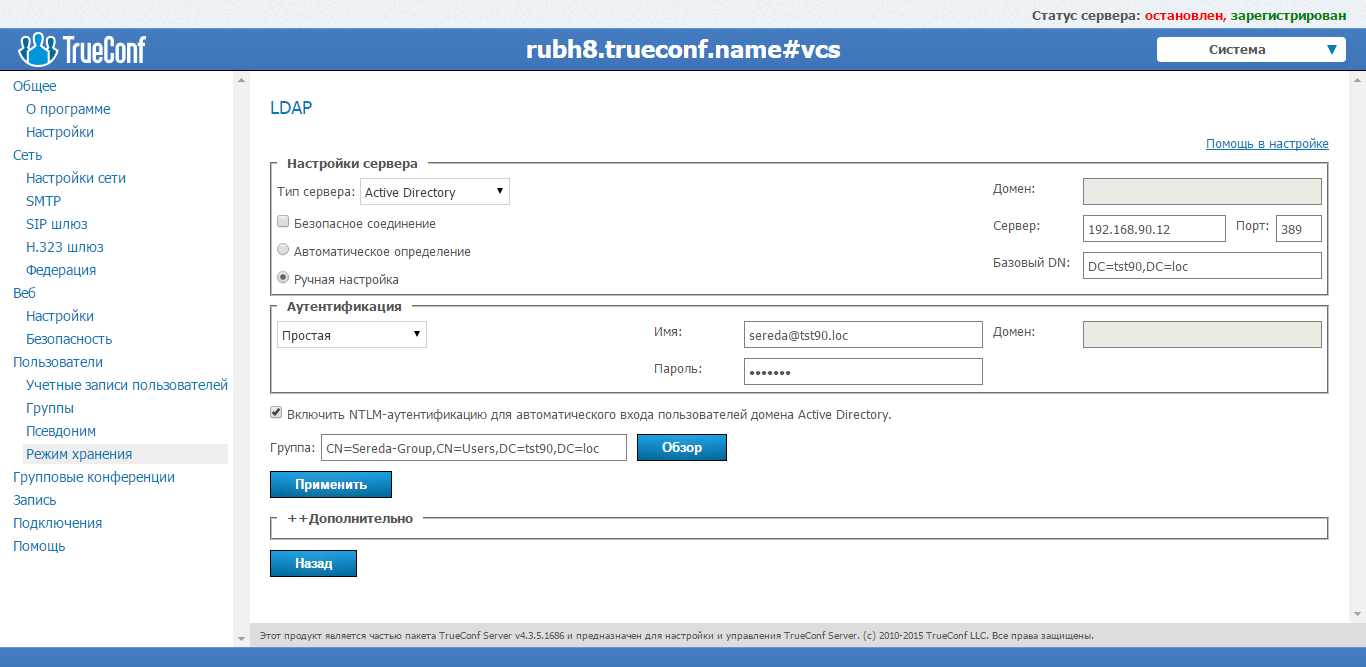 Статус сервера: остановлен, зарегистрирован
TrueConf
rubh8.trueconf.name#vcs
Система
Общее
О программе
Настройки
Сеть
Настройки сети
SMTP
SIP шлюз
H.323 шлюз
Федерация
Веб
Настройки
Безопасность
Пользователи
Учетные записи пользователей
Группы
Псевдоним
Режим хранения
Групповые конференции
Запись
Подключения
Помощь
LDAP
Помощь в настройке
Настройки сервера
Тип сервера: Active Directory
Домен:
Безопасное соединение
Сервер: 192.168.90.12 Порт: 389
Автоматическое определение
Базовый DN: DC=tst90,DC=loc
Ручная настройка
Аутентификация
Простая
Имя: sereda@tst90.loc
Домен:
Пароль: •••••••
Включить NTLM-аутентификацию для автоматического входа пользователей домена Active Directory.
Группа: CN=Sereda-Group,CN=Users,DC=tst90,DC=loc Обзор
Применить
++Дополнительно
Назад
Этот продукт является частью пакета TrueConf Server v4.3.5.1686 и предназначен для настройки и управления TrueConf Server. (c) 2010-2015 TrueConf LLC. Все права защищены.